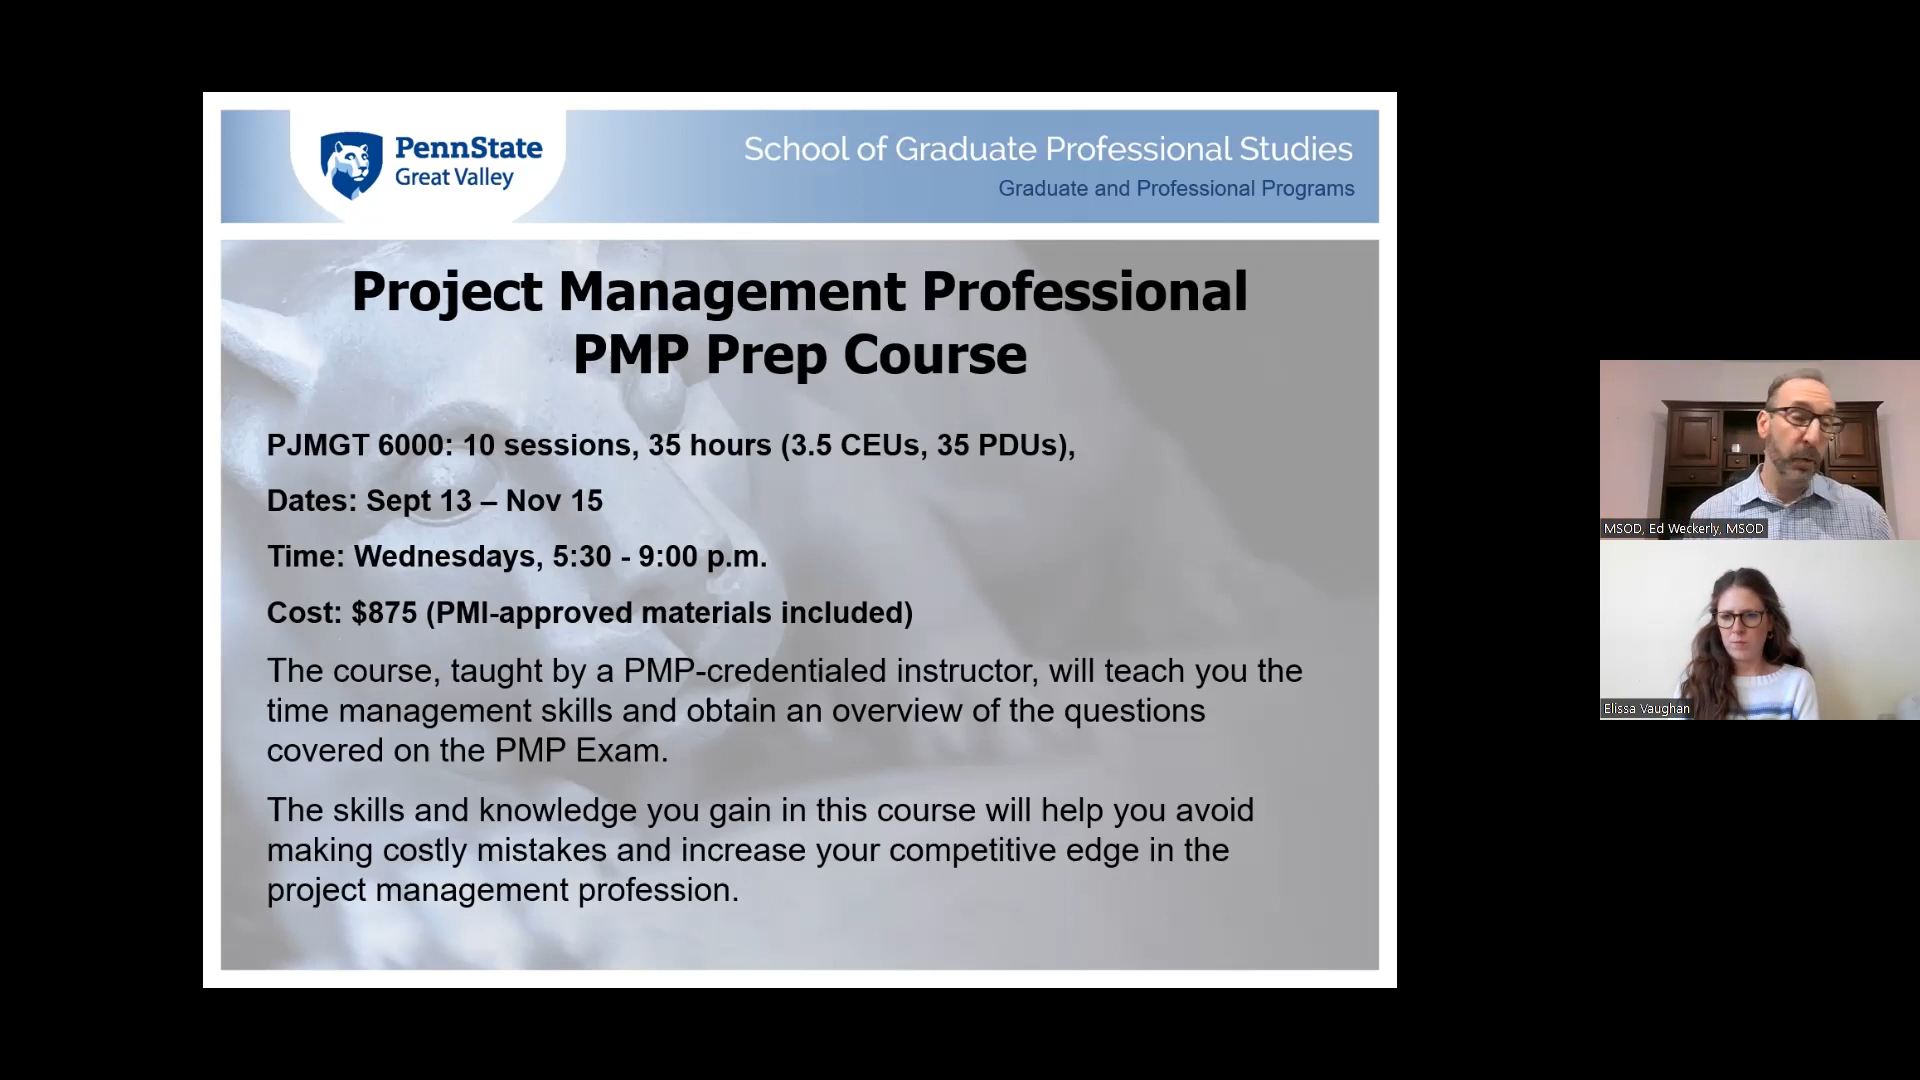 PennState
Great Valley
School of Graduate Professional Studies
Graduate and Professional Programs
Project Management Professional
PMP Prep Course
PJMGT 6000: 10 sessions, 35 hours (3.5 CEUs, 35 PDUs),
Dates: Sept 13 – Nov 15
Time: Wednesdays, 5:30 - 9:00 p.m.
Cost: $875 (PMI-approved materials included)
The course, taught by a PMP-credentialed instructor, will teach you the
time management skills and obtain an overview of the questions
covered on the PMP Exam.
The skills and knowledge you gain in this course will help you avoid
making costly mistakes and increase your competitive edge in the
project management profession.
MSOD, Ed Weckerly, MSOD
Elissa Vaughan